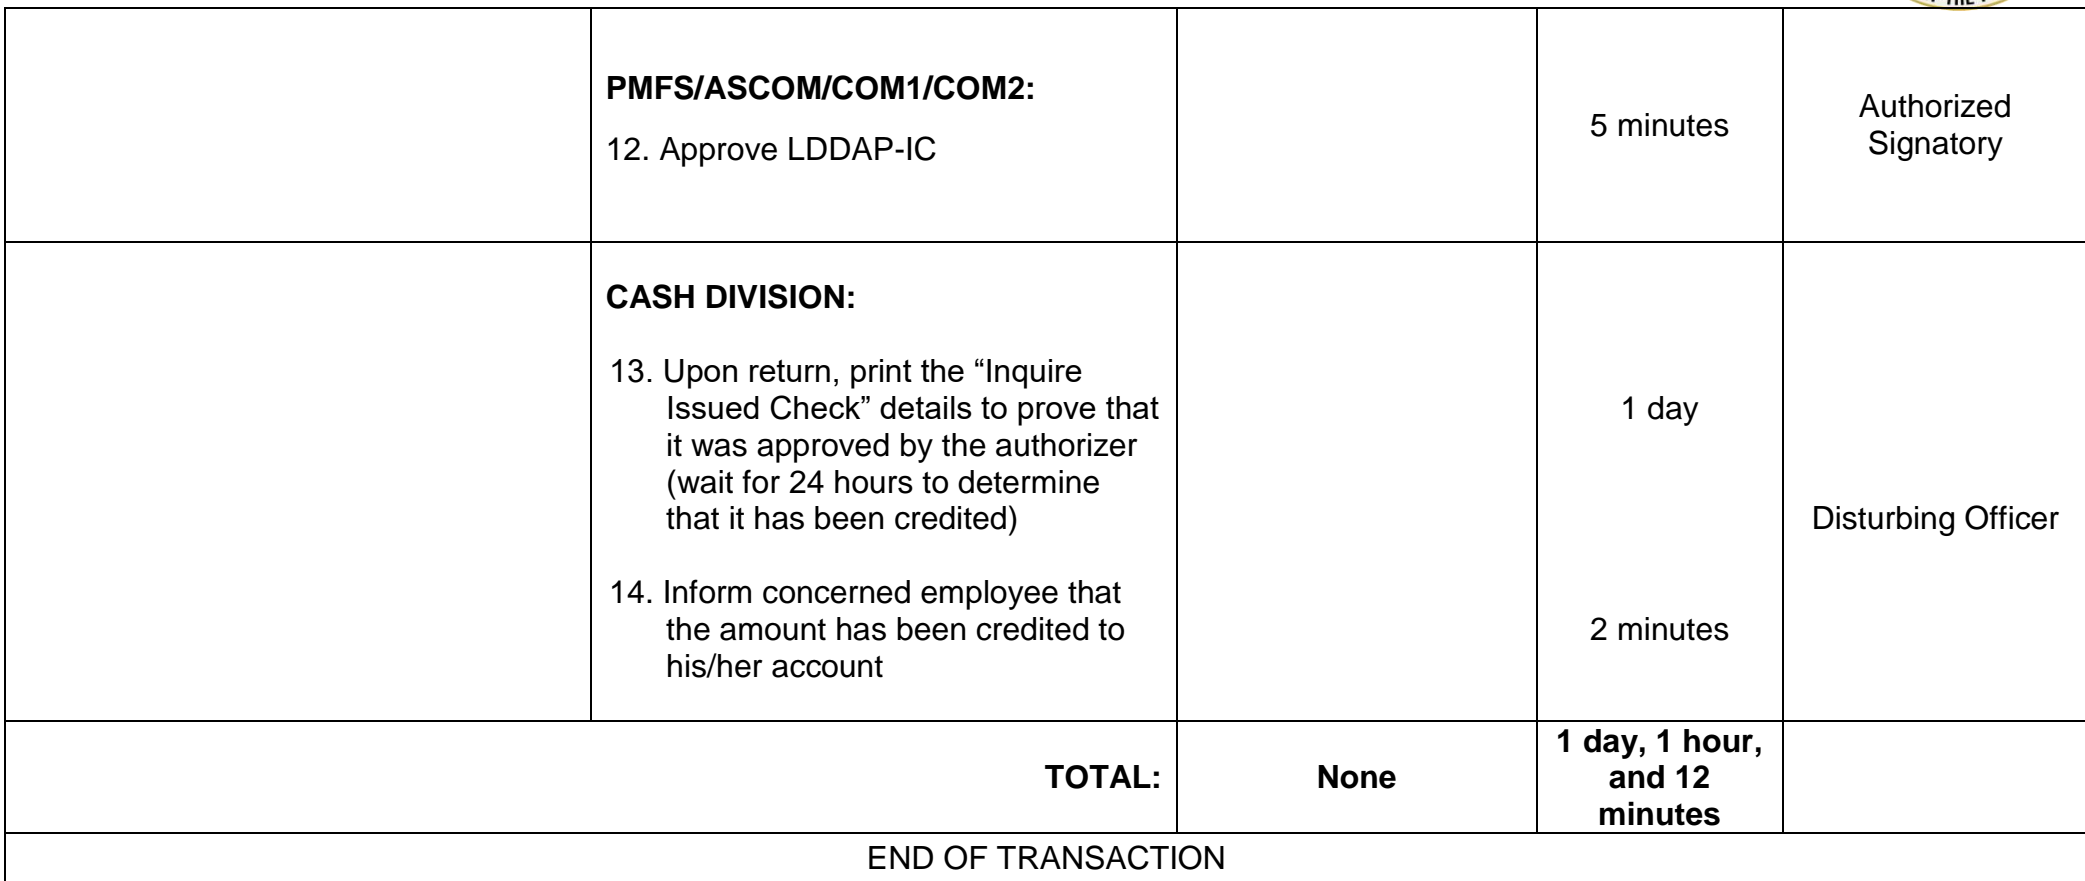 PMFS/ASCOM/COM1/COM2:
12. Approve LDDAP-IC
5 minutes
Authorized
Signatory
CASH DIVISION:
13. Upon return, print the “Inquire
Issued Check” details to prove that
it was approved by the authorizer
(wait for 24 hours to determine
that it has been credited)
1 day
Disturbing Officer
14. Inform concerned employee that
the amount has been credited to
his/her account
2 minutes
TOTAL:
None
1 day, 1 hour,
and 12
minutes
END OF TRANSACTION